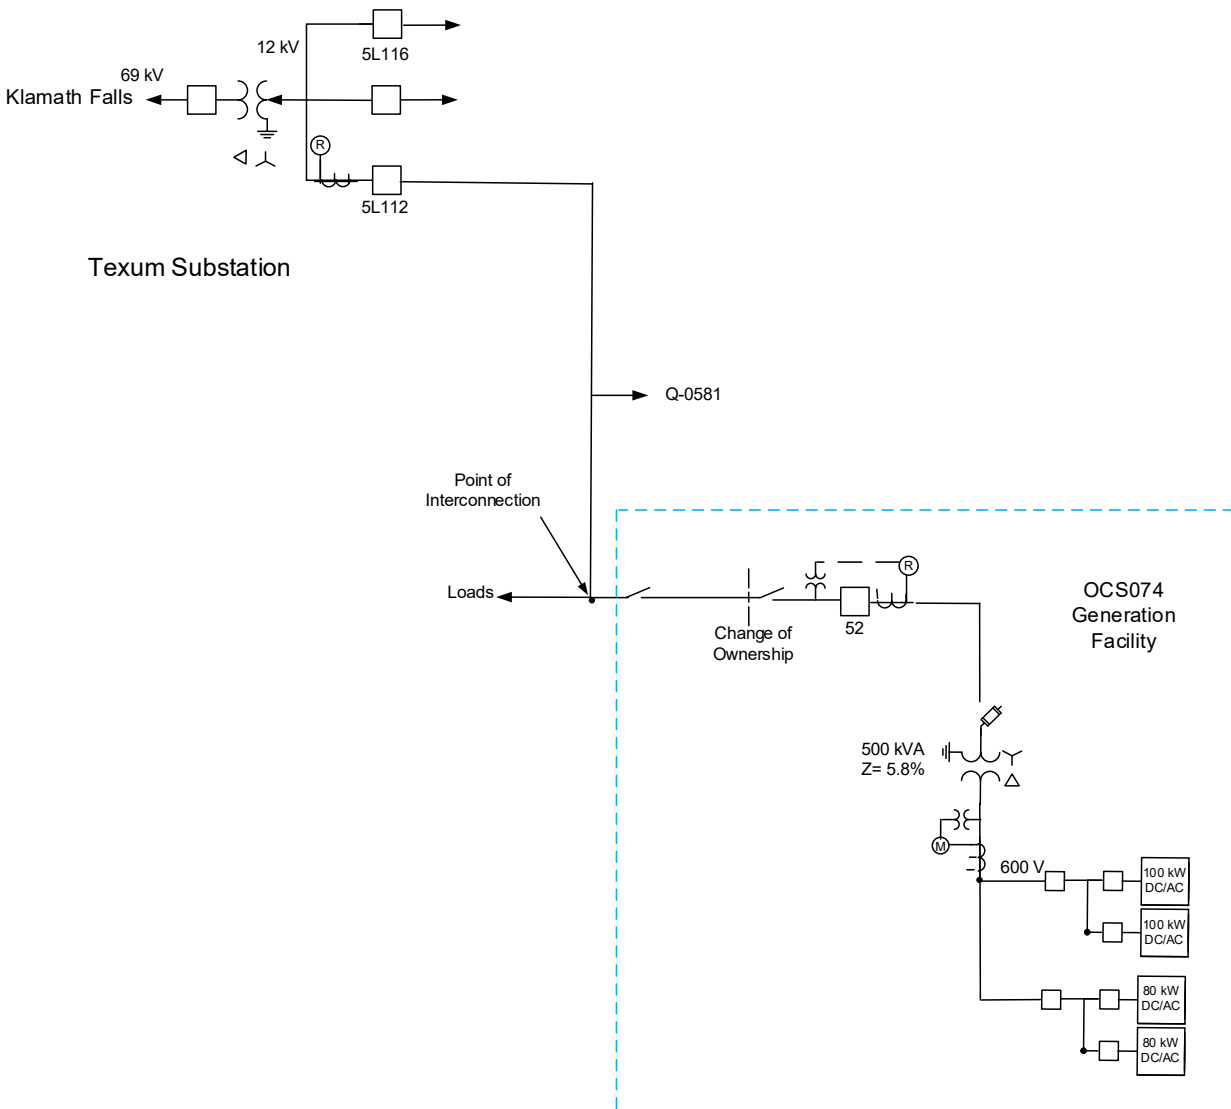 12 kV
5L116
69 kV
Klamath Falls
R
5L112
Texum Substation
Q-0581
Point of
Interconnection
Loads
R
52
Change of
Ownership
OCS074
Generation
Facility
500 kVA
Z= 5.8%
M
600 V
100 kW
DC/AC
100 kW
DC/AC
80 kW
DC/AC
80 kW
DC/AC